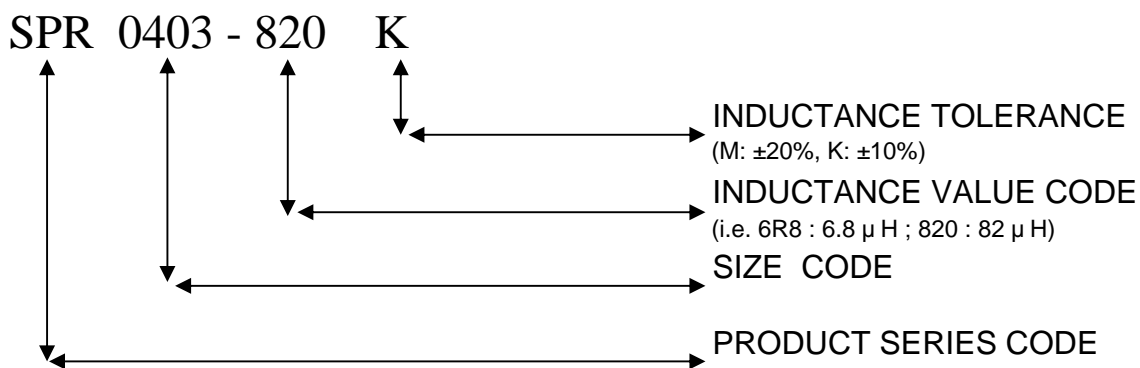 SPR 0403 - 820 K
INDUCTANCE TOLERANCE
(M: ±20%, K: ±10%)
INDUCTANCE VALUE CODE
(i.e. 6R8 : 6.8 μ H ; 820 : 82 μ H)
SIZE CODE
PRODUCT SERIES CODE